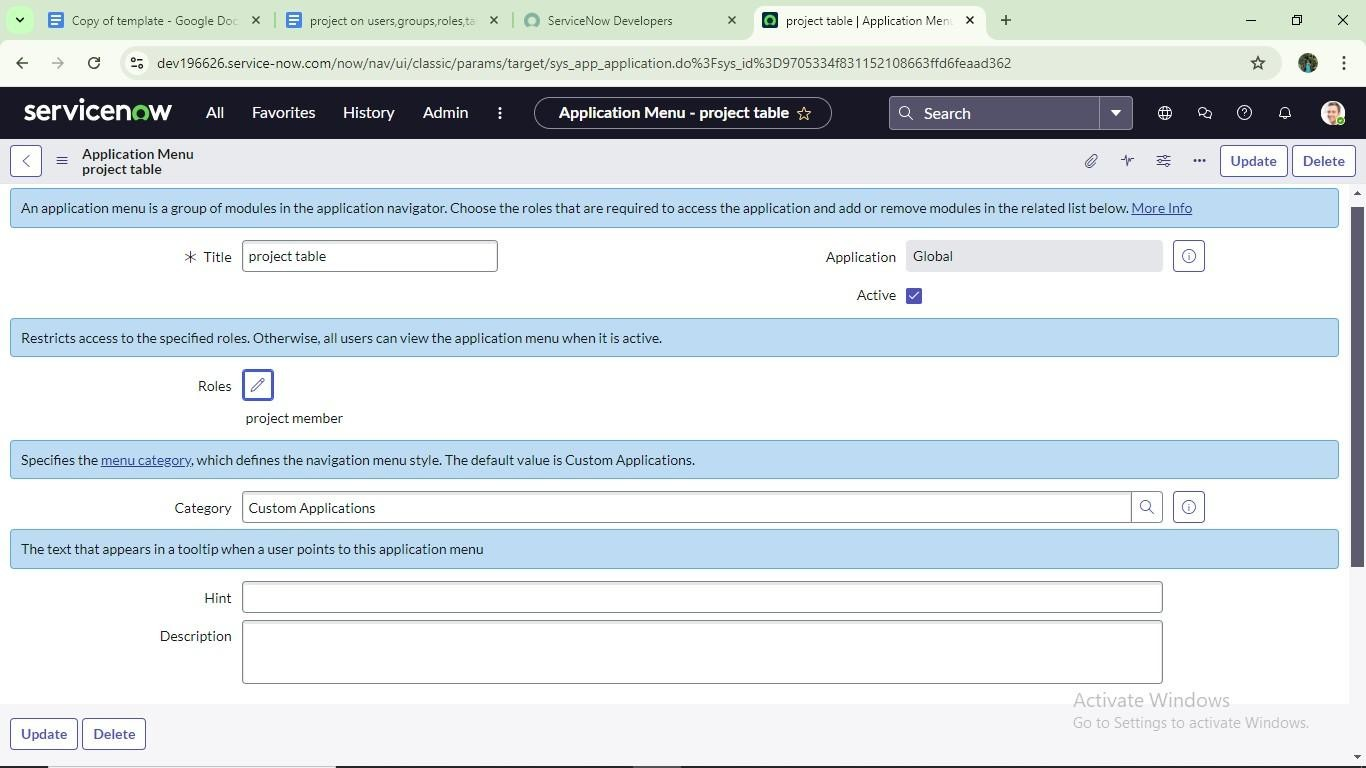 Copy of template - Google Doc
project on users,groups,roles,ta
ServiceNow Developers
project table | Application Men
dev196626.service-now.com/now/nav/ui/classic/params/target/sys_app_application.do%3Fsys_id%3D9705334f831152108663ffd6feaad362
servicenow
All
Favorites
History
Admin
Application Menu - project table
Search
Application Menu
project table
Update
Delete
An application menu is a group of modules in the application navigator. Choose the roles that are required to access the application and add or remove modules in the related list below. More Info
Title
project table
Application
Global
Active
Restricts access to the specified roles. Otherwise, all users can view the application menu when it is active.
Roles
project member
Specifies the menu category, which defines the navigation menu style. The default value is Custom Applications.
Category
Custom Applications
The text that appears in a tooltip when a user points to this application menu
Hint
Description
Activate Windows
Go to Settings to activate Windows.
Update
Delete